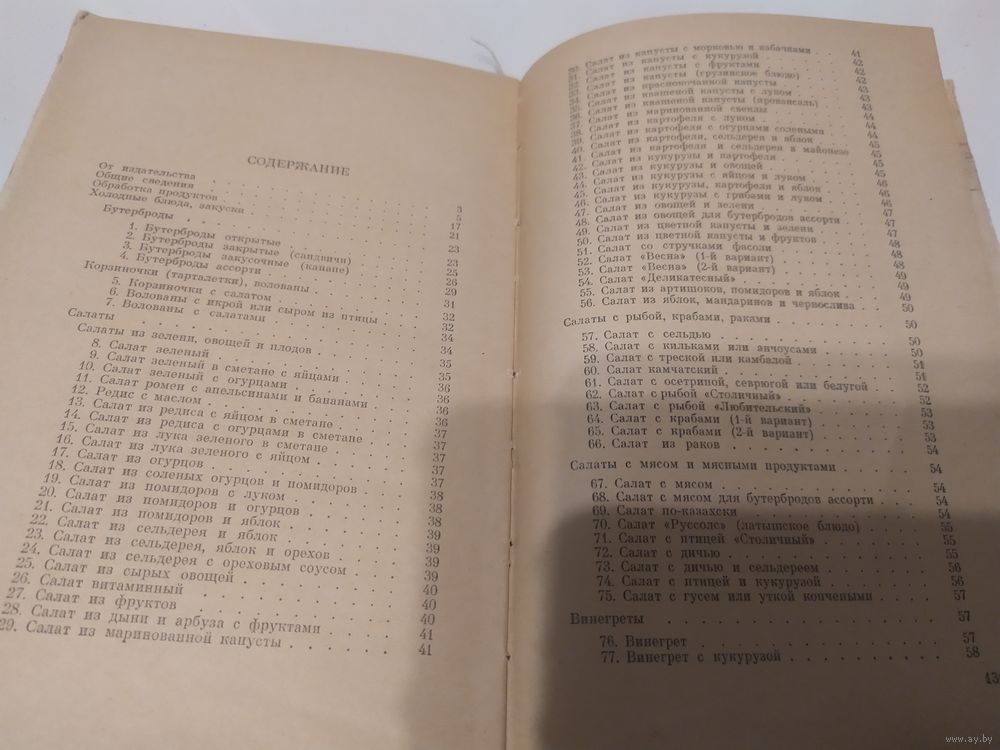 СОДЕРЖАНИЕ
От издательства . . . 3
Общие сведения . . . 5
Обработка продуктов . . . 17
Холодные блюда, закуски . . . 21
Бутерброды . . .
1. Бутерброды открытые . . . 23
2. Бутерброды закрытые (сандвичи) . . . 23
3. Бутерброды закусочные (канапе) . . . 25
4. Бутерброды ассорти . . . 26
Корзиночки (тарталетки), волованы . . . 29
5. Корзиночки с салатом . . . 31
6. Волованы с икрой или сыром из птицы . . . 32
7. Волованы с салатами . . . 32
Салаты . . . 34
Салаты из зелени, овощей и плодов . . . 34
8. Салат зеленый . . . 35
9. Салат зеленый в сметане с яйцами . . . 35
10. Салат зеленый с огурцами . . . 36
11. Салат ромен с апельсинами и бананами . . . 36
12. Редис с маслом . . . 36
13. Салат из редиса с яйцом в сметане . . . 36
14. Салат из редиса с огурцами в сметане . . . 37
15. Салат из лука зеленого в сметане . . . 37
16. Салат из лука зеленого с яйцом . . . 37
17. Салат из огурцов . . . 37
18. Салат из соленых огурцов и помидоров . . . 37
19. Салат из помидоров с луком . . . 38
20. Салат из помидоров и огурцов . . . 38
21. Салат из помидоров и яблок . . . 38
22. Салат из сельдерея и яблок . . . 39
23. Салат из сельдерея, яблок и орехов . . . 39
24. Салат из сельдерея с ореховым соусом . . . 39
25. Салат из сырых овощей . . . 39
26. Салат витаминный . . . 40
27. Салат из фруктов . . . 40
28. Салат из дыни и арбуза с фруктами . . . 41
29. Салат из маринованной капусты . . . 41
30. Салат из капусты с морковью и кабачками . . . 41
31. Салат из капусты с кукурузой . . . 42
32. Салат из капусты с фруктами . . . 42
33. Салат из капусты (грузинское блюдо) . . . 42
34. Салат из краснокочанной капусты . . . 43
35. Салат из квашеной капусты с луком . . . 43
36. Салат из квашеной капусты (провансаль) . . . 43
37. Салат из маринованной свеклы . . . 44
38. Салат из картофеля с луком . . . 44
39. Салат из картофеля с огурцами солеными . . . 44
40. Салат из картофеля, сельдерея и яблок . . . 45
41. Салат из картофеля и сельдерея в майонезе . . . 45
42. Салат из кукурузы и картофеля . . . 45
43. Салат из кукурузы и овощей . . . 45
44. Салат из кукурузы с яйцом и луком . . . 46
45. Салат из кукурузы, картофеля и яблок . . . 46
46. Салат из кукурузы с грибами и луком . . . 46
47. Салат из овощей и зелени . . . 47
48. Салат из овощей для бутербродов ассорти . . . 47
49. Салат из цветной капусты и зелени . . . 47
50. Салат из цветной капусты и фруктов . . . 48
51. Салат со стручками фасоли . . . 48
52. Салат «Весна» (1-й вариант) . . . 48
53. Салат «Весна» (2-й вариант) . . . 49
54. Салат «Деликатесный» . . . 49
55. Салат из артишоков, помидоров и яблок . . . 49
56. Салат из яблок, мандаринов и чернослива . . . 50
Салаты с рыбой, крабами, раками . . . 50
57. Салат с сельдью . . . 50
58. Салат с кильками или анчоусами . . . 50
59. Салат с треской или камбалой . . . 51
60. Салат камчатский . . . 51
61. Салат с осетриной, севрюгой или белугой . . . 52
62. Салат с рыбой «Столичный» . . . 52
63. Салат с рыбой «Любительский» . . . 53
64. Салат с крабами (1-й вариант) . . . 53
65. Салат с крабами (2-й вариант) . . . 53
66. Салат из раков . . . 54
Салаты с мясом и мясными продуктами . . . 54
67. Салат с мясом . . . 54
68. Салат с мясом для бутербродов ассорти . . . 54
69. Салат по-казахски . . . 54
70. Салат «Руссолс» (латышское блюдо) . . . 55
71. Салат с птицей «Столичный» . . . 55
72. Салат с дичью . . . 55
73. Салат с дичью и сельдереем . . . 56
74. Салат с птицей и кукурузой . . . 56
75. Салат с гусем или уткой копчеными . . . 57
Винегреты . . . 57
76. Винегрет . . . 57
77. Винегрет с кукурузой . . . 58
www.ay.by